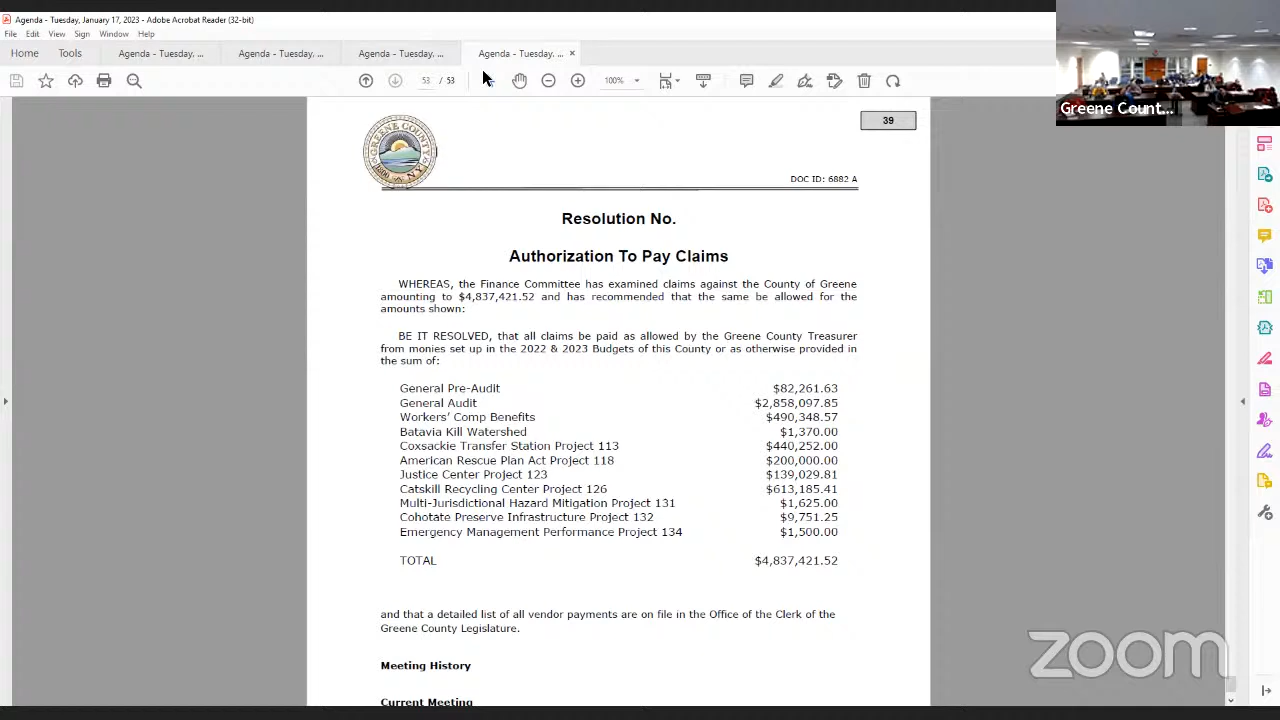 Agenda - Tuesday, January 17, 2023 - Adobe Acrobat Reader (32-bit)
File Edit View Sign Window Help
Home Tools Agenda - Tuesday, ... Agenda - Tuesday, ... Agenda - Tuesday, ... Agenda - Tuesday, ... ×
53 / 53 100%
Greene Count...
GREENE COUNTY 1800 N.Y.
39
DOC ID: 6882 A
Resolution No.
Authorization To Pay Claims
WHEREAS, the Finance Committee has examined claims against the County of Greene
amounting to $4,837,421.52 and has recommended that the same be allowed for the
amounts shown:
BE IT RESOLVED, that all claims be paid as allowed by the Greene County Treasurer
from monies set up in the 2022 & 2023 Budgets of this County or as otherwise provided in
the sum of:
General Pre-Audit $82,261.63
General Audit $2,858,097.85
Workers' Comp Benefits $490,348.57
Batavia Kill Watershed $1,370.00
Coxsackie Transfer Station Project 113 $440,252.00
American Rescue Plan Act Project 118 $200,000.00
Justice Center Project 123 $139,029.81
Catskill Recycling Center Project 126 $613,185.41
Multi-Jurisdictional Hazard Mitigation Project 131 $1,625.00
Cohotate Preserve Infrastructure Project 132 $9,751.25
Emergency Management Performance Project 134 $1,500.00
TOTAL $4,837,421.52
and that a detailed list of all vendor payments are on file in the Office of the Clerk of the
Greene County Legislature.
Meeting History
Current Meeting
zoom